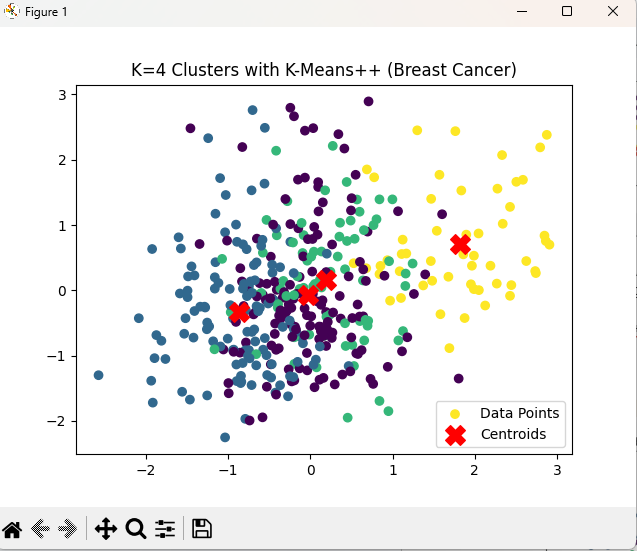 Figure 1
K=4 Clusters with K-Means++ (Breast Cancer)
3
2
1
0
−1
−2
Data Points
Centroids
−2 −1 0 1 2 3